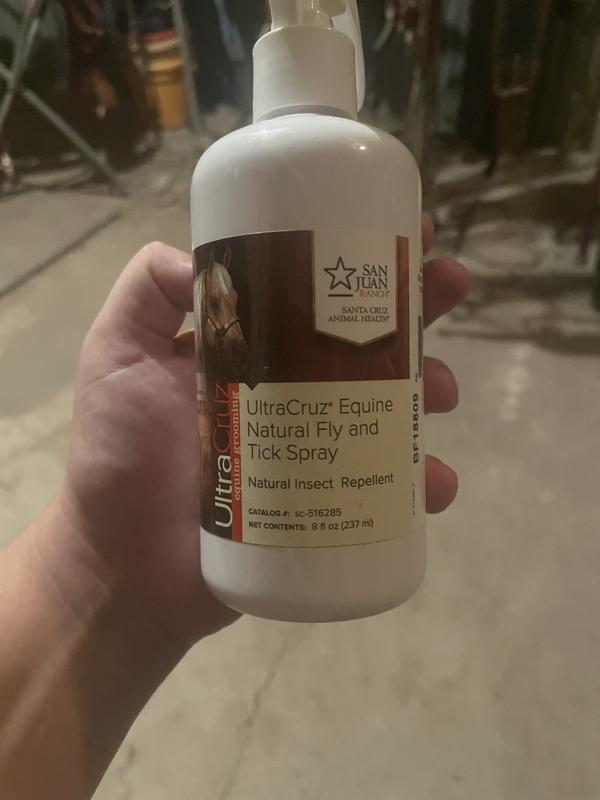 SAN
JUAN
RANCH®
SANTA CRUZ
ANIMAL HEALTH®
UltraCruz
equine grooming
UltraCruz® Equine
Natural Fly and
Tick Spray
Natural Insect Repellent
CATALOG #: sc-516285
NET CONTENTS: 8 fl oz (237 ml)
BF18809